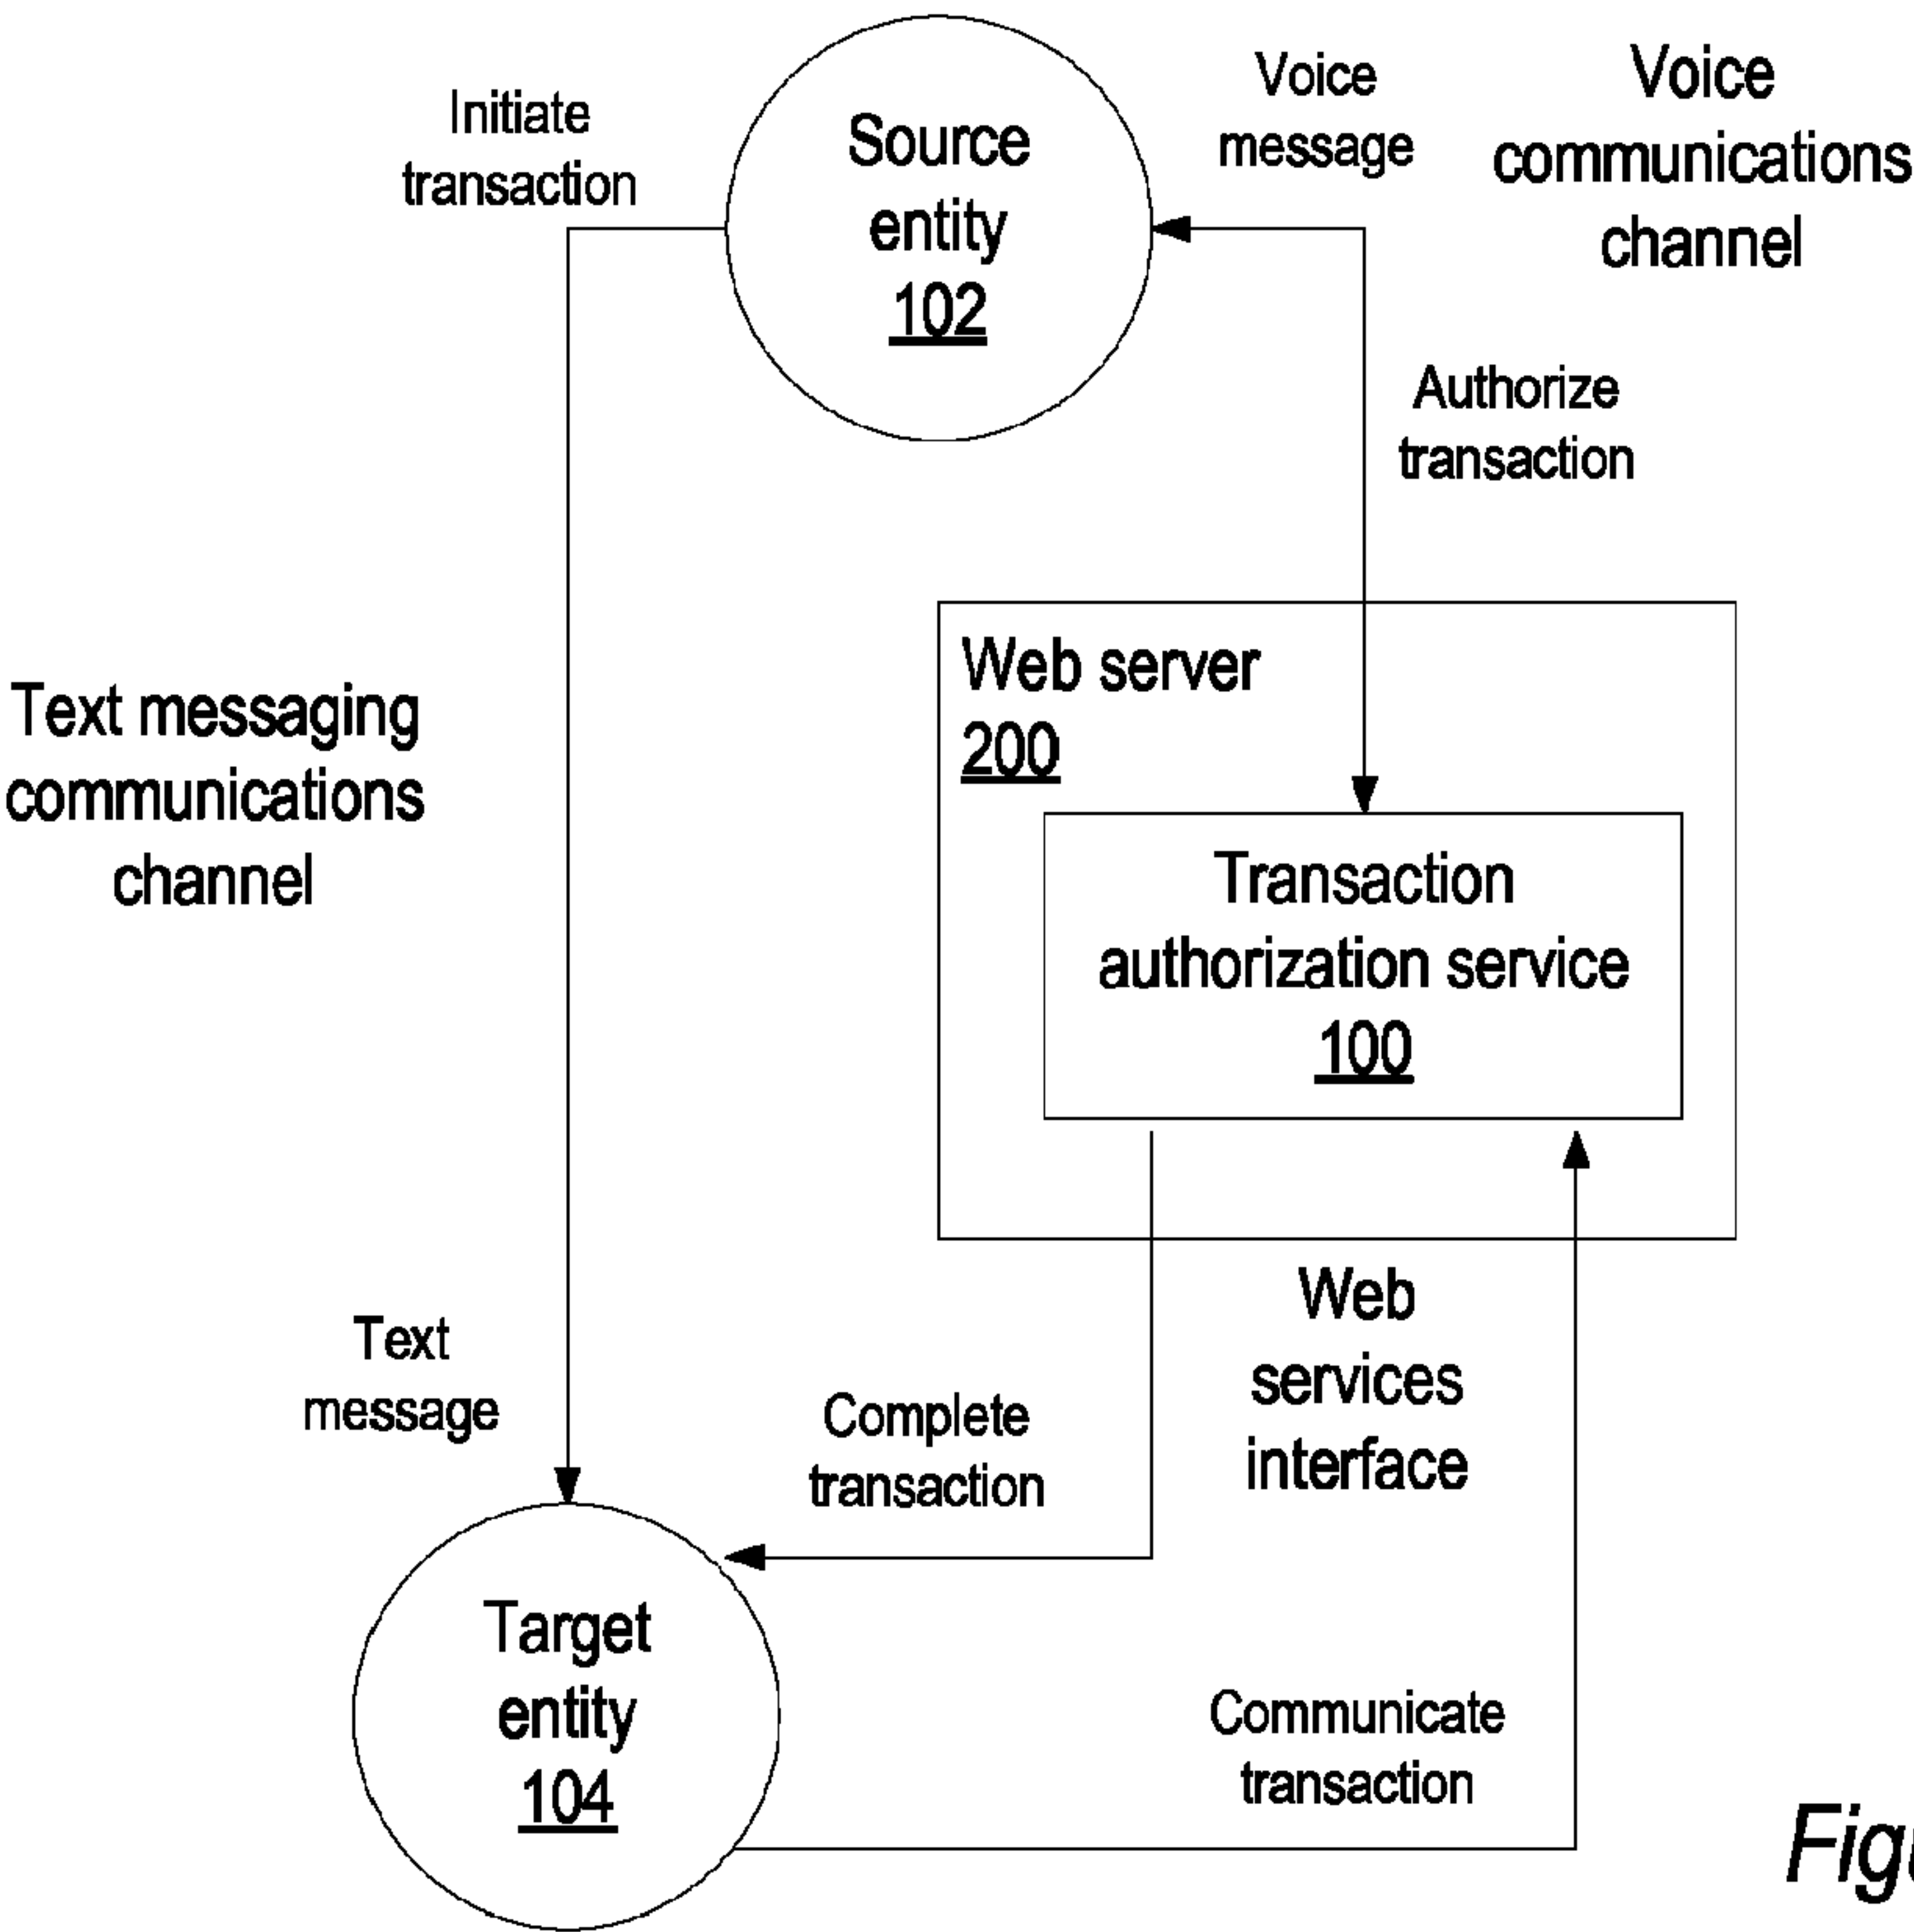 Initiate
transaction
Source
entity
102
Voice
message
Voice
communications
channel
Authorize
transaction
Web server
200
Text messaging
communications
channel
Transaction
authorization service
100
Text
message
Complete
transaction
Web
services
interface
Target
entity
104
Communicate
transaction